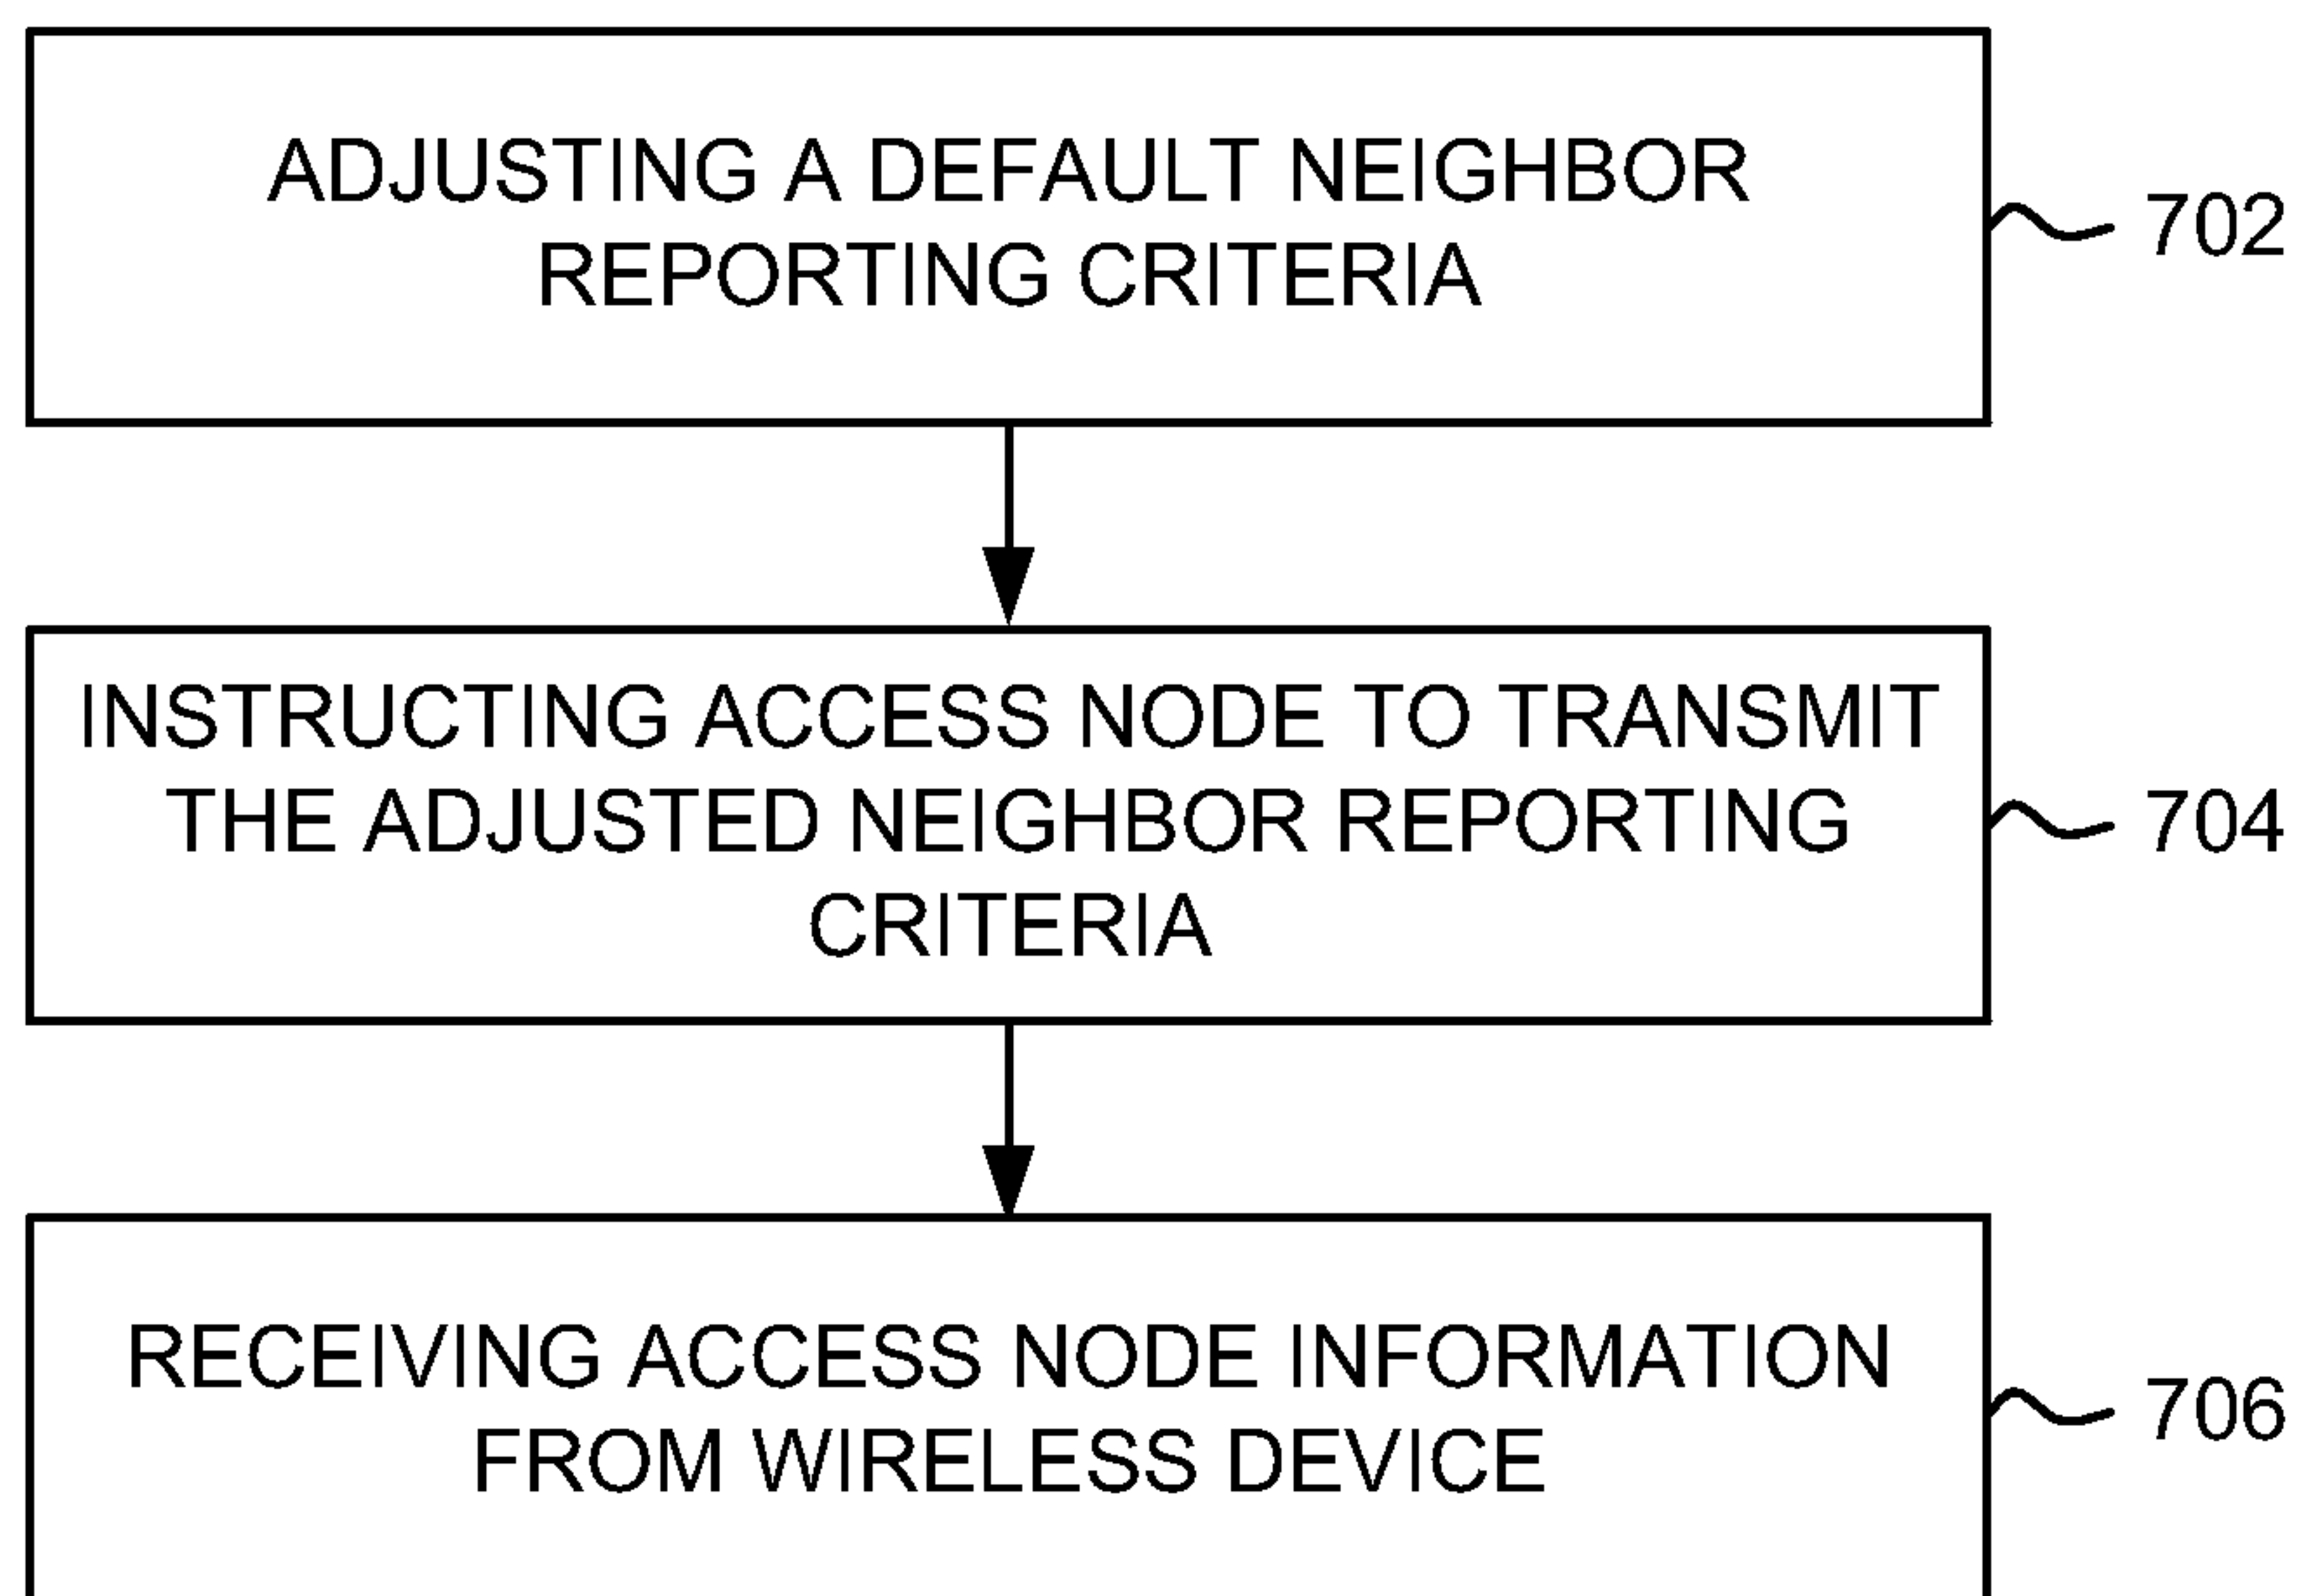 ADJUSTING A DEFAULT NEIGHBOR
REPORTING CRITERIA
702
INSTRUCTING ACCESS NODE TO TRANSMIT
THE ADJUSTED NEIGHBOR REPORTING
CRITERIA
704
RECEIVING ACCESS NODE INFORMATION
FROM WIRELESS DEVICE
706